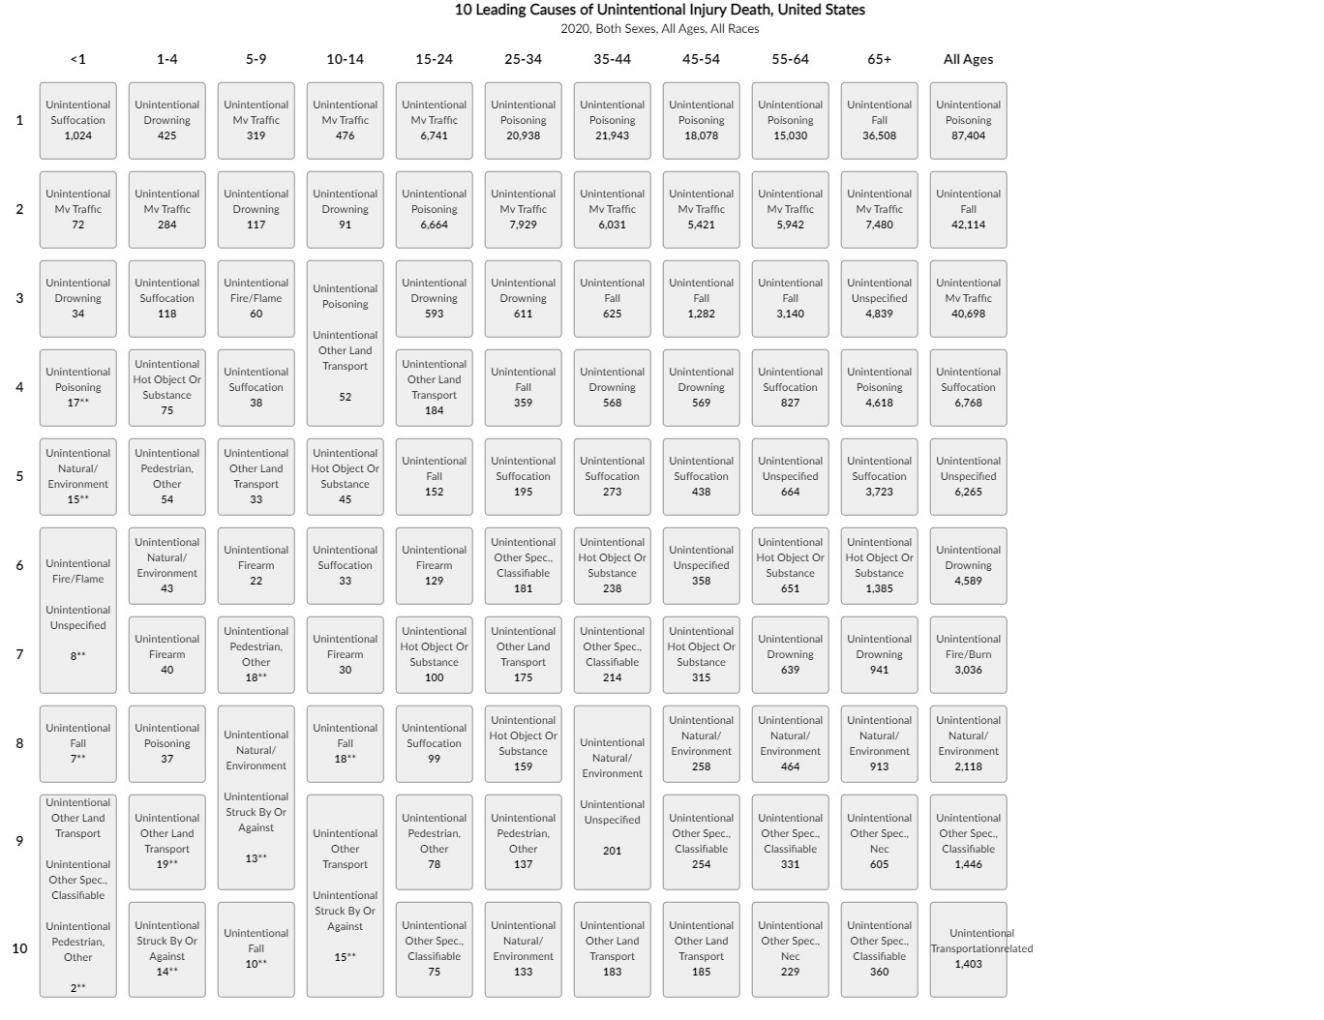 10 Leading Causes of Unintentional Injury Death, United States
2020, Both Sexes, All Ages, All Races
<1 1-4 5-9 10-14 15-24 25-34 35-44 45-54 55-64 65+ All Ages
1
Unintentional
Suffocation
1,024
Unintentional
Drowning
425
Unintentional
Mv Traffic
319
Unintentional
Mv Traffic
476
Unintentional
Mv Traffic
6,741
Unintentional
Poisoning
20,938
Unintentional
Poisoning
21,943
Unintentional
Poisoning
18,078
Unintentional
Poisoning
15,030
Unintentional
Fall
36,508
Unintentional
Poisoning
87,404
2
Unintentional
Mv Traffic
72
Unintentional
Mv Traffic
284
Unintentional
Drowning
117
Unintentional
Drowning
91
Unintentional
Poisoning
6,664
Unintentional
Mv Traffic
7,929
Unintentional
Mv Traffic
6,031
Unintentional
Mv Traffic
5,421
Unintentional
Mv Traffic
5,942
Unintentional
Mv Traffic
7,480
Unintentional
Fall
42,114
3
Unintentional
Drowning
34
Unintentional
Suffocation
118
Unintentional
Fire/Flame
60
Unintentional
Poisoning
Unintentional
Other Land
Transport
52
Unintentional
Drowning
593
Unintentional
Drowning
611
Unintentional
Fall
625
Unintentional
Fall
1,282
Unintentional
Fall
3,140
Unintentional
Unspecified
4,839
Unintentional
Mv Traffic
40,698
4
Unintentional
Poisoning
17**
Unintentional
Hot Object Or
Substance
75
Unintentional
Suffocation
38
Unintentional
Other Land
Transport
184
Unintentional
Fall
359
Unintentional
Drowning
568
Unintentional
Drowning
569
Unintentional
Suffocation
827
Unintentional
Poisoning
4,618
Unintentional
Suffocation
6,768
5
Unintentional
Natural/
Environment
15**
Unintentional
Pedestrian,
Other
54
Unintentional
Other Land
Transport
33
Unintentional
Hot Object Or
Substance
45
Unintentional
Fall
152
Unintentional
Suffocation
195
Unintentional
Suffocation
273
Unintentional
Suffocation
438
Unintentional
Unspecified
664
Unintentional
Suffocation
3,723
Unintentional
Unspecified
6,265
6
Unintentional
Fire/Flame
Unintentional
Unspecified
8**
Unintentional
Natural/
Environment
43
Unintentional
Firearm
22
Unintentional
Suffocation
33
Unintentional
Firearm
129
Unintentional
Other Spec.,
Classifiable
181
Unintentional
Hot Object Or
Substance
238
Unintentional
Unspecified
358
Unintentional
Hot Object Or
Substance
651
Unintentional
Hot Object Or
Substance
1,385
Unintentional
Drowning
4,589
7
Unintentional
Firearm
40
Unintentional
Pedestrian,
Other
18**
Unintentional
Firearm
30
Unintentional
Hot Object Or
Substance
100
Unintentional
Other Land
Transport
175
Unintentional
Other Spec.,
Classifiable
214
Unintentional
Hot Object Or
Substance
315
Unintentional
Drowning
639
Unintentional
Drowning
941
Unintentional
Fire/Burn
3,036
8
Unintentional
Fall
7**
Unintentional
Poisoning
37
Unintentional
Natural/
Environment
Unintentional
Struck By Or
Against
13**
Unintentional
Fall
18**
Unintentional
Suffocation
99
Unintentional
Hot Object Or
Substance
159
Unintentional
Natural/
Environment
Unintentional
Unspecified
201
Unintentional
Natural/
Environment
258
Unintentional
Natural/
Environment
464
Unintentional
Natural/
Environment
913
Unintentional
Natural/
Environment
2,118
9
Unintentional
Other Land
Transport
Unintentional
Other Spec.,
Classifiable
Unintentional
Pedestrian,
Other
2**
Unintentional
Other Land
Transport
19**
Unintentional
Other
Transport
Unintentional
Struck By Or
Against
15**
Unintentional
Pedestrian,
Other
78
Unintentional
Pedestrian,
Other
137
Unintentional
Other Spec.,
Classifiable
254
Unintentional
Other Spec.,
Classifiable
331
Unintentional
Other Spec.,
Nec
605
Unintentional
Other Spec.,
Classifiable
1,446
10
Unintentional
Struck By Or
Against
14**
Unintentional
Fall
10**
Unintentional
Other Spec.,
Classifiable
75
Unintentional
Natural/
Environment
133
Unintentional
Other Land
Transport
183
Unintentional
Other Land
Transport
185
Unintentional
Other Spec.,
Nec
229
Unintentional
Other Spec.,
Classifiable
360
Unintentional
Transportationrelated
1,403